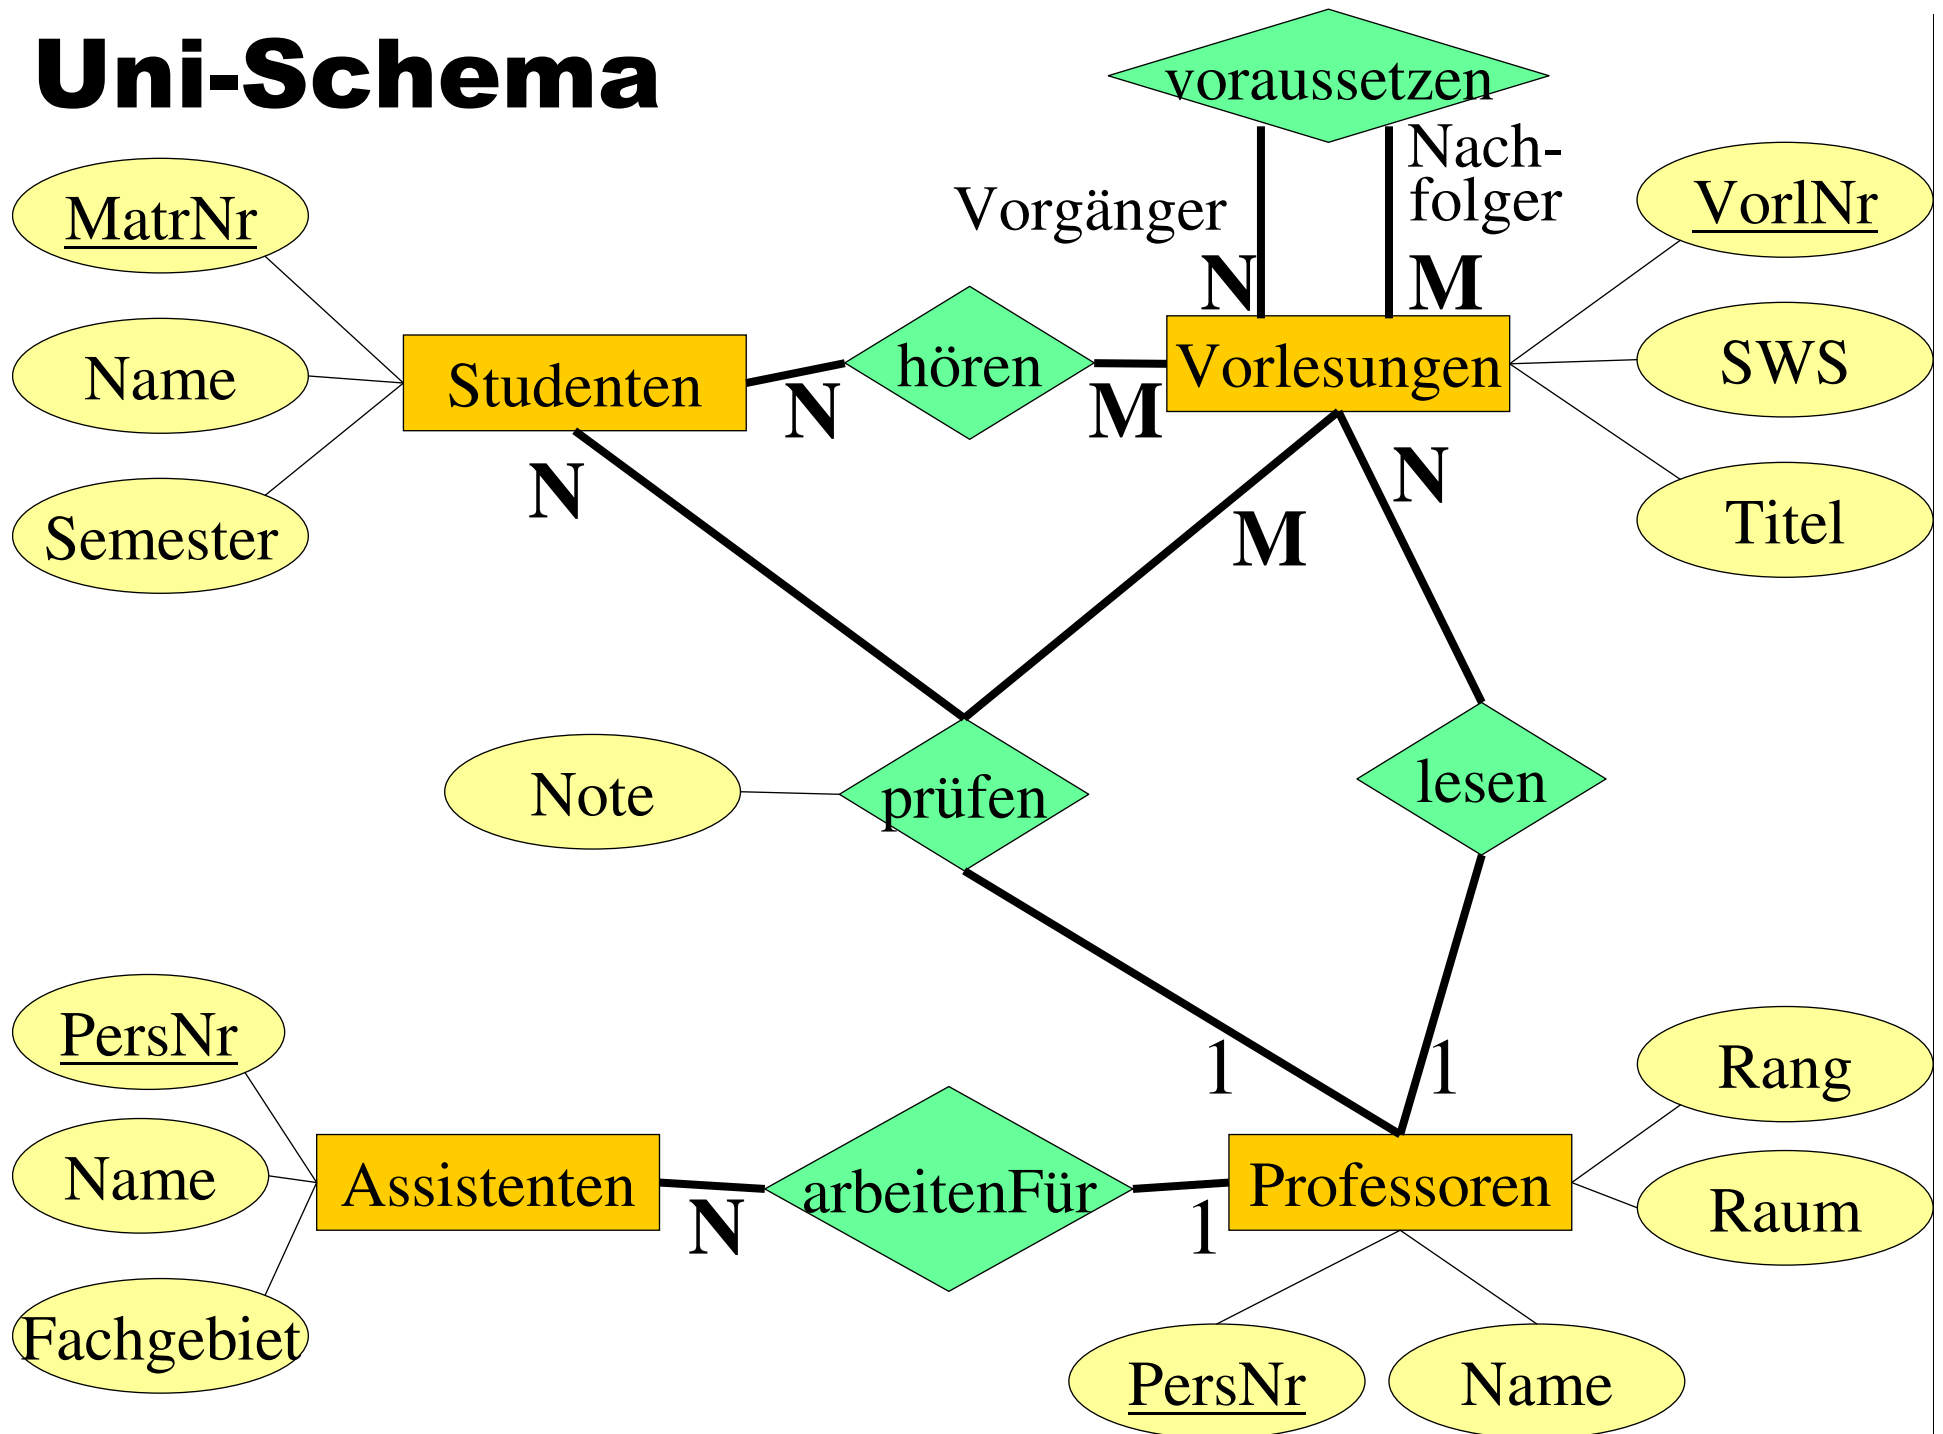 Uni-Schema
voraussetzen
Nach-
folger
Vorgänger
N
M
MatrNr
Name
Semester
Studenten
N
hören
M
Vorlesungen
VorlNr
SWS
Titel
N
M
N
Note
prüfen
lesen
1
1
PersNr
Name
Fachgebiet
Assistenten
N
arbeitenFür
1
Professoren
Rang
Raum
PersNr
Name